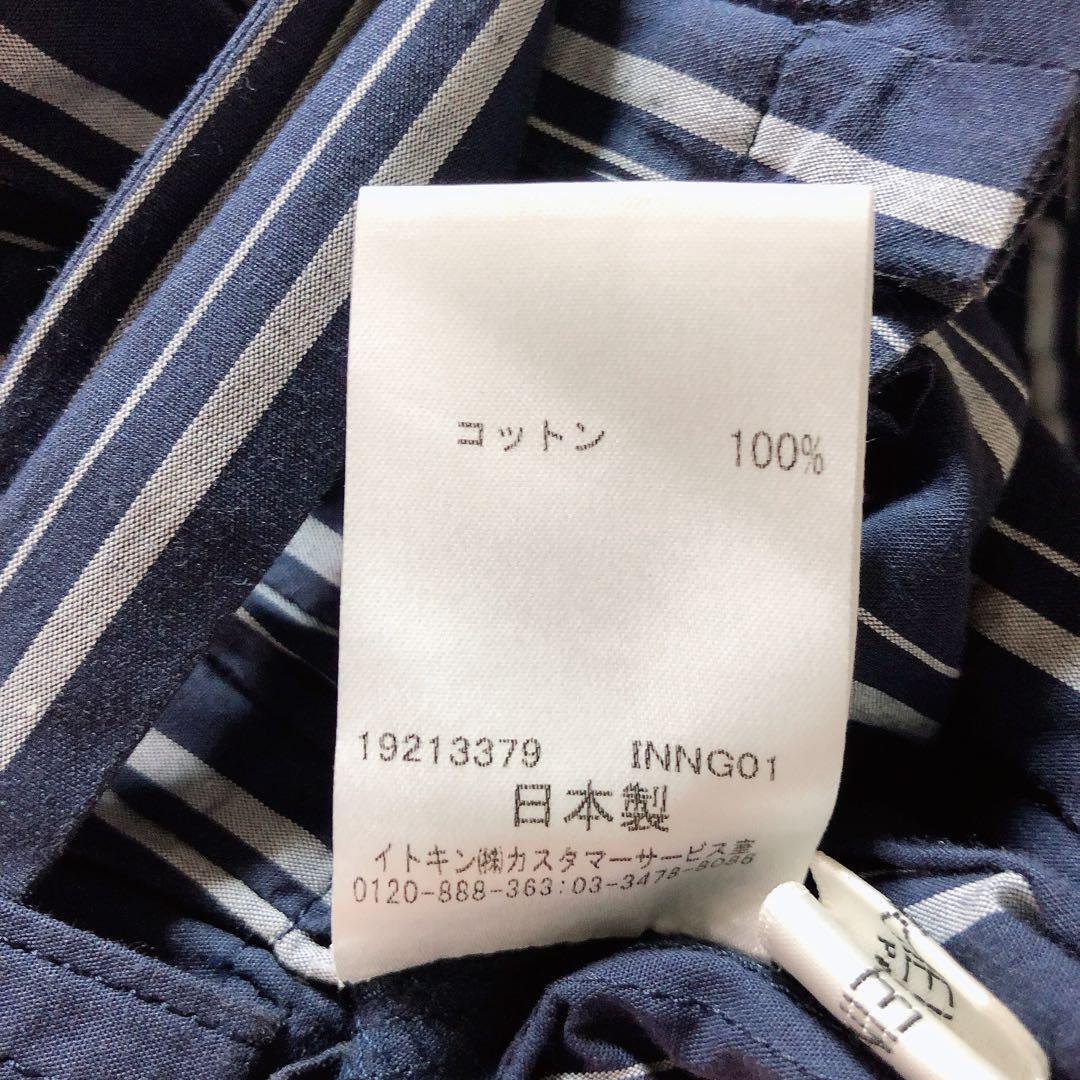 コットン 100%
19213379 INNG01
日本製
イトキン㈱カスタマーサービス室
0120-888-363:03-3478-8088